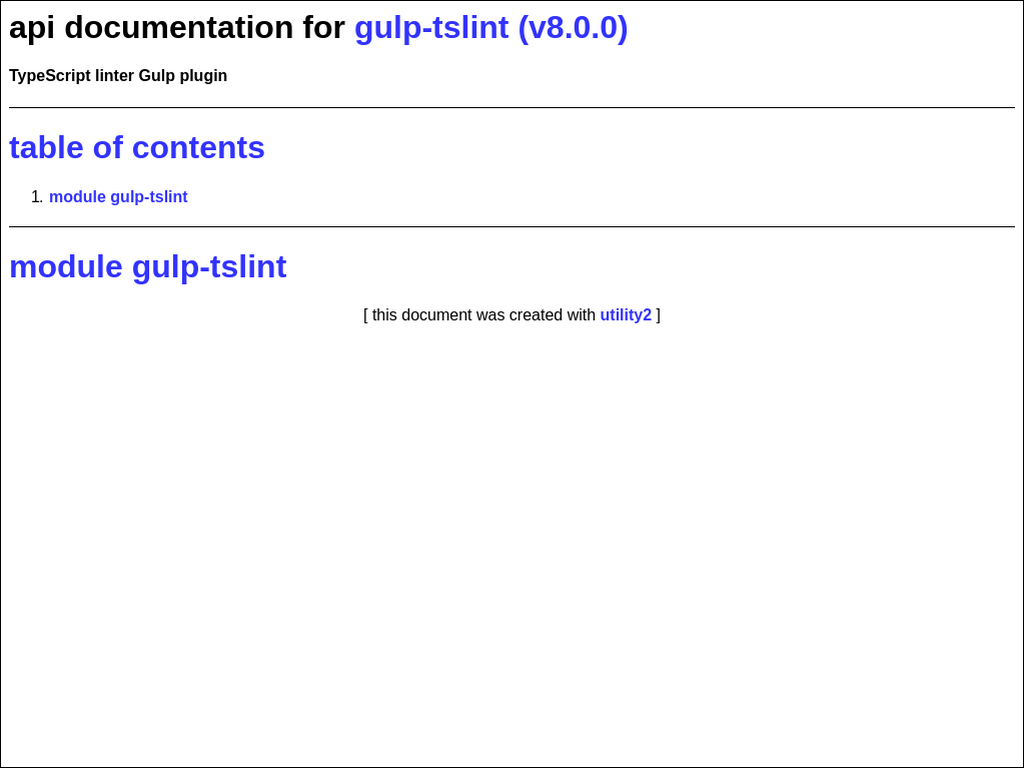 api documentation for gulp-tslint (v8.0.0)
TypeScript linter Gulp plugin
table of contents
1. module gulp-tslint
module gulp-tslint
[ this document was created with utility2 ]